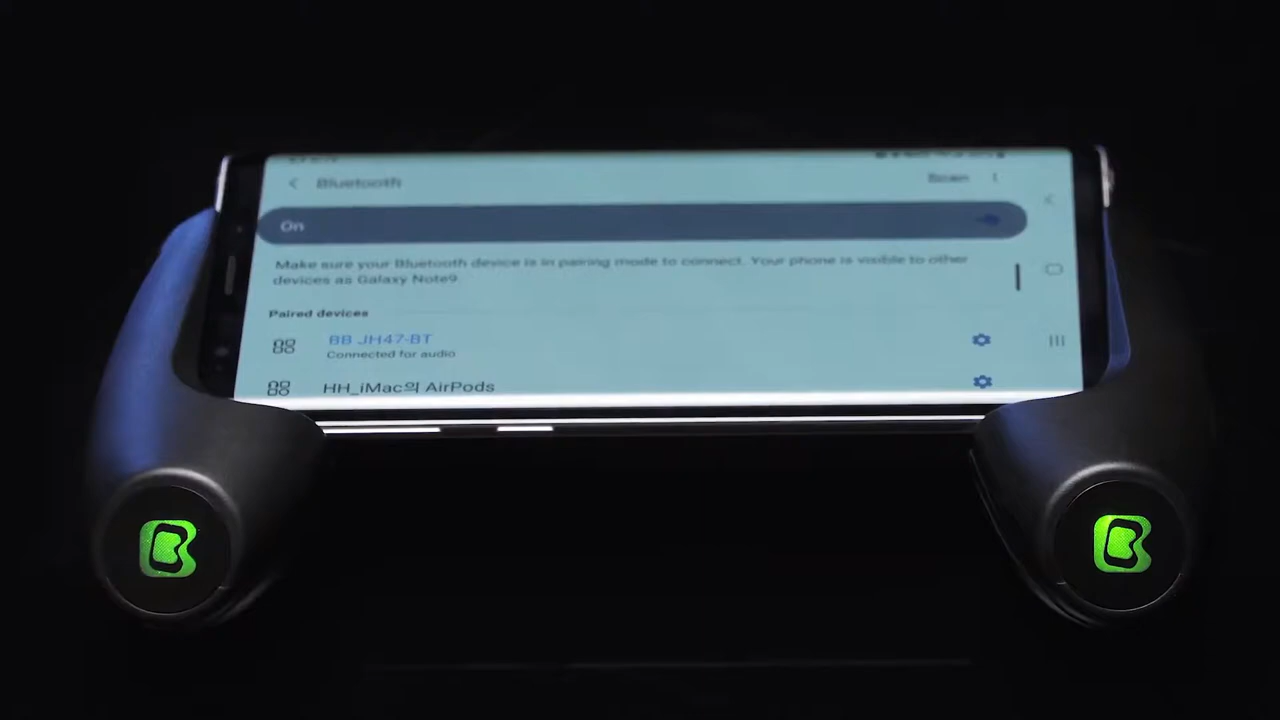 Bluetooth
Scan
On
Make sure your Bluetooth device is in pairing mode to connect. Your phone is visible to other
devices as Galaxy Note9.
Paired devices
BB JH47-BT
Connected for audio
HH_iMac의 AirPods